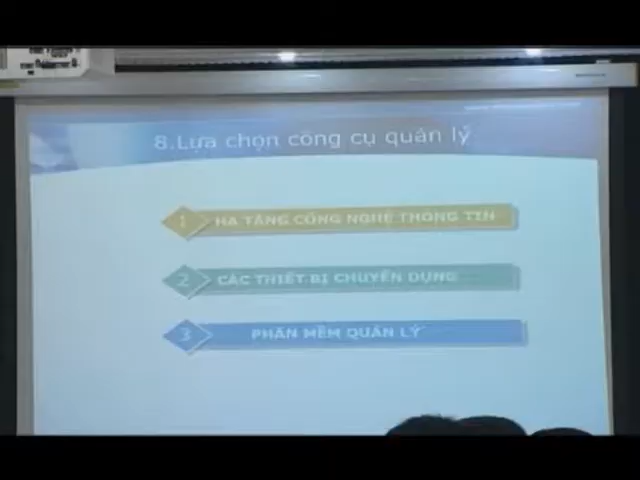 8.Lựa chọn công cụ quản lý
1 HẠ TẦNG CÔNG NGHỆ THÔNG TIN
2 CÁC THIẾT BỊ CHUYÊN DỤNG
3 PHẦN MỀM QUẢN LÝ